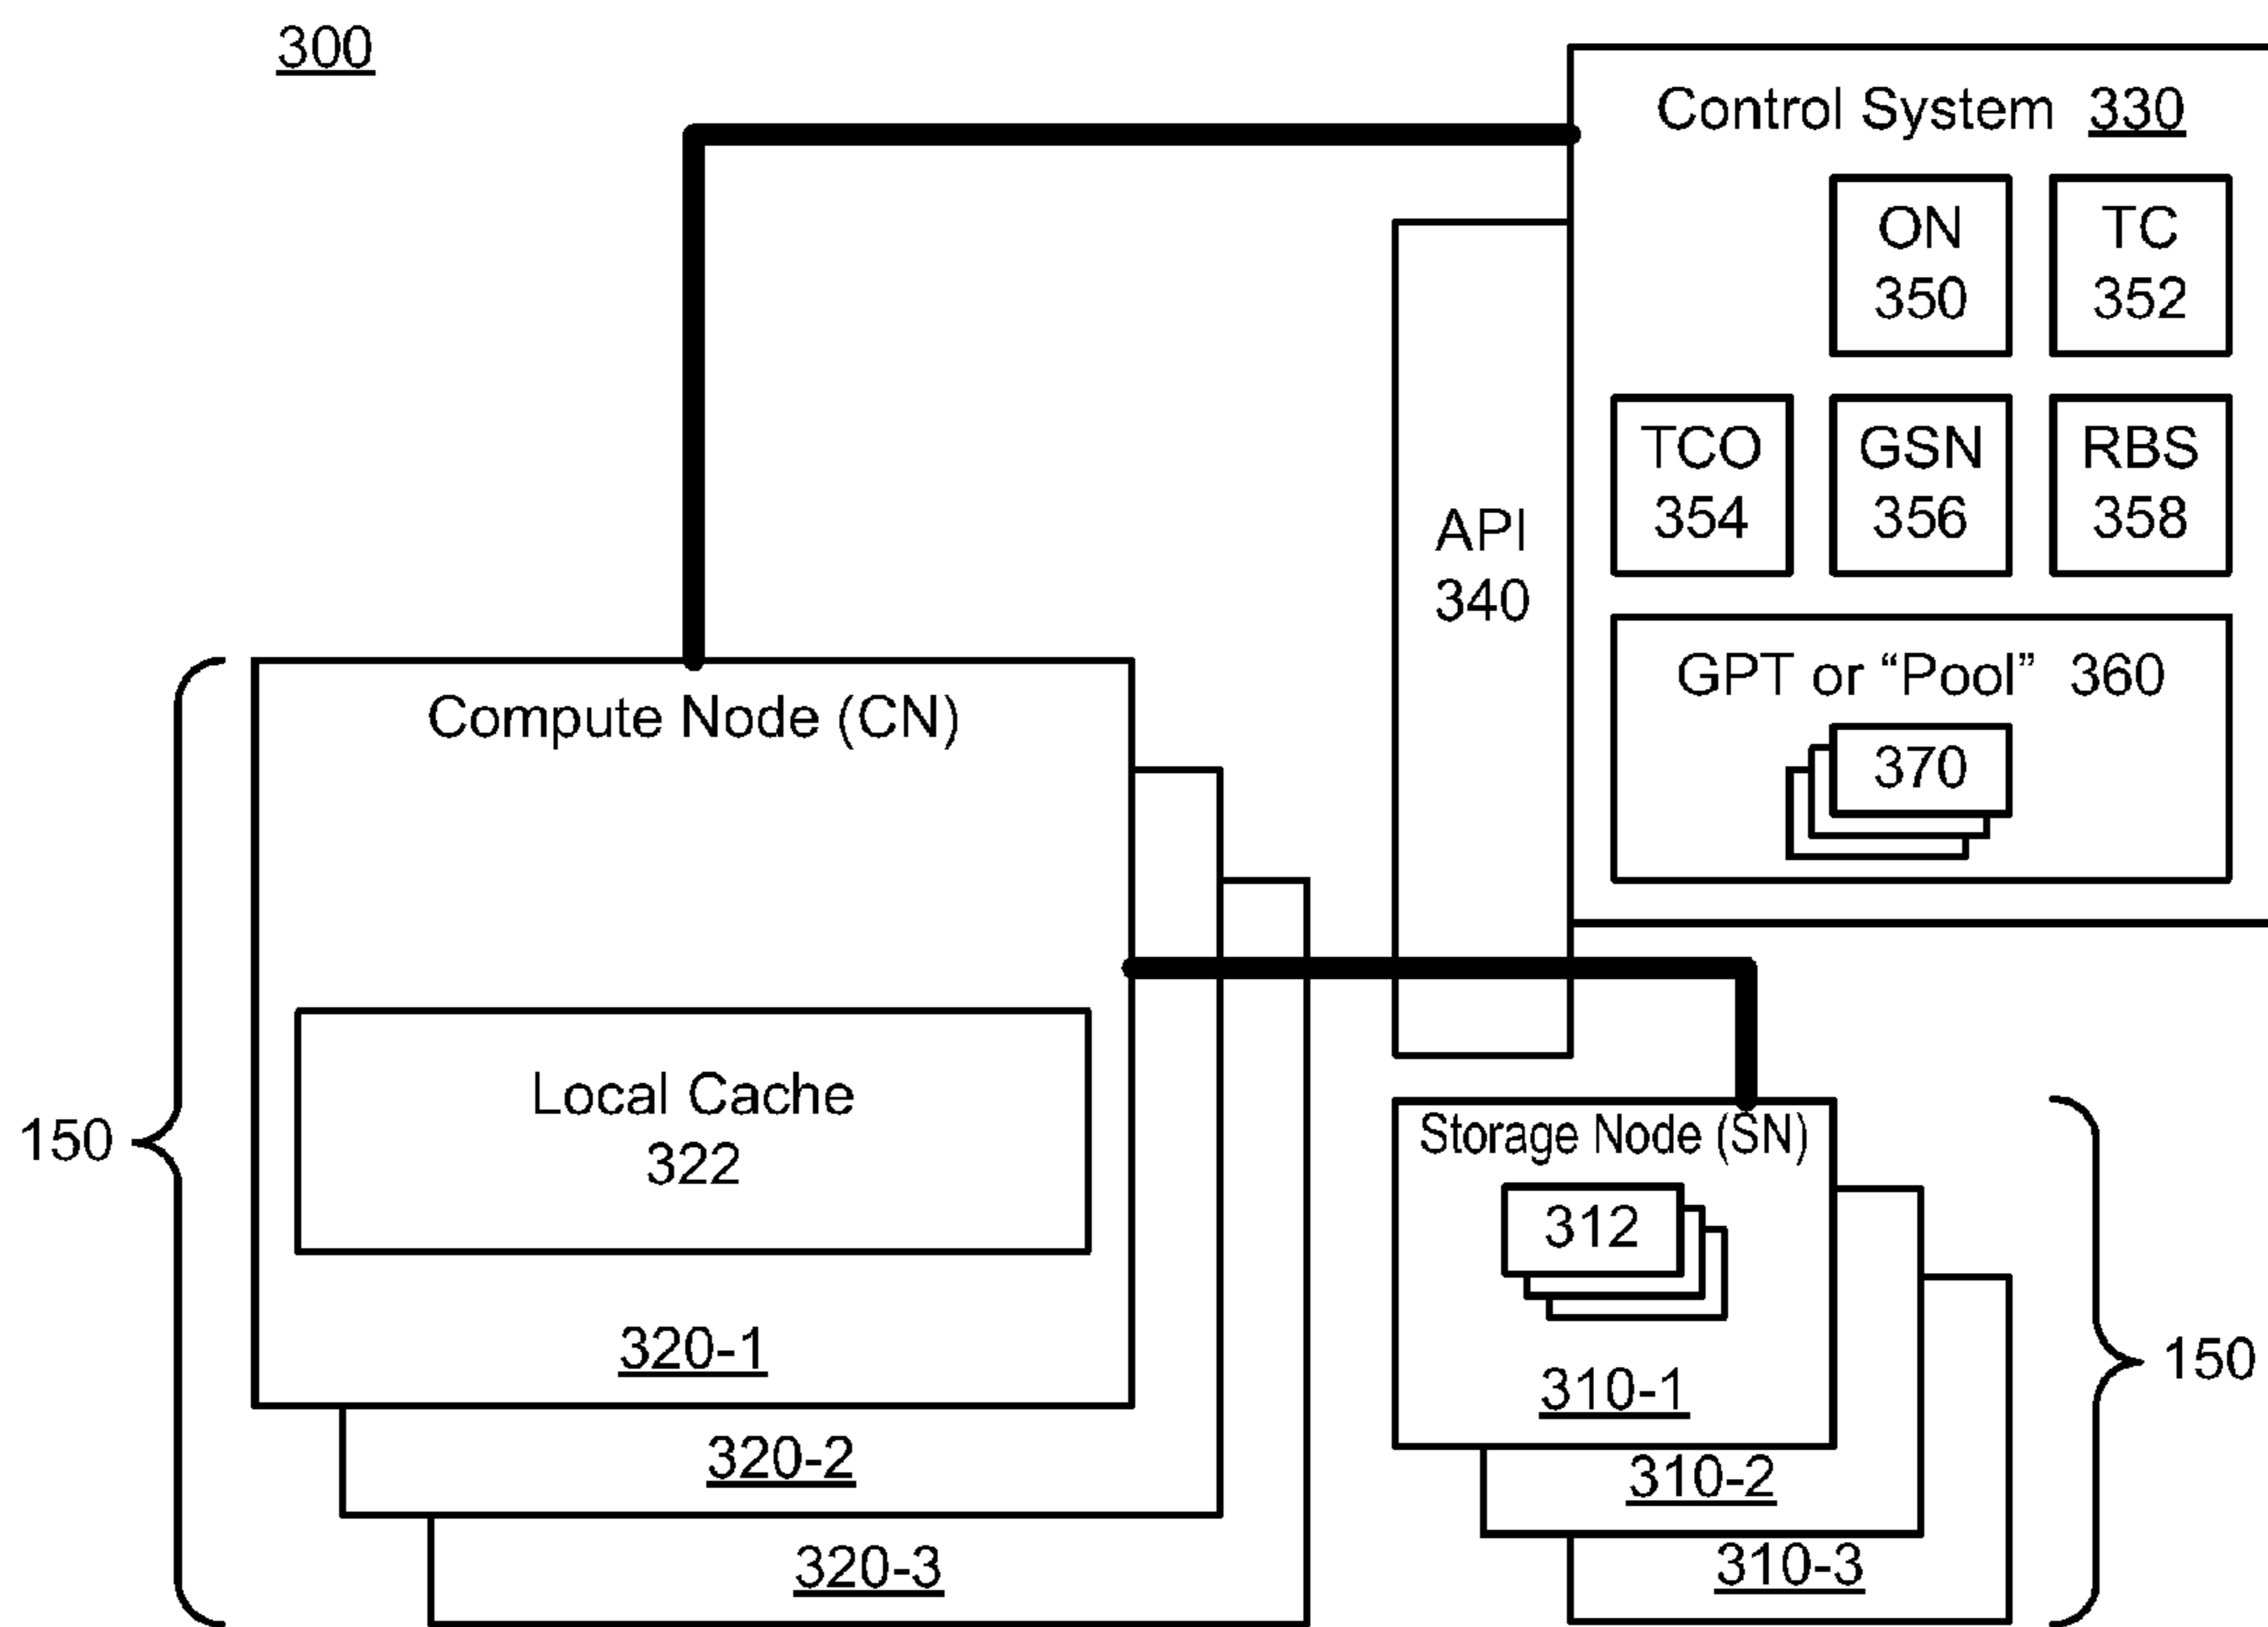 300
Control System 330
ON
350
TC
352
TCO
354
GSN
356
RBS
358
API
340
GPT or “Pool” 360
370
Compute Node (CN)
Local Cache
322
150
320-1
320-2
320-3
Storage Node (SN)
312
310-1
310-2
310-3
150